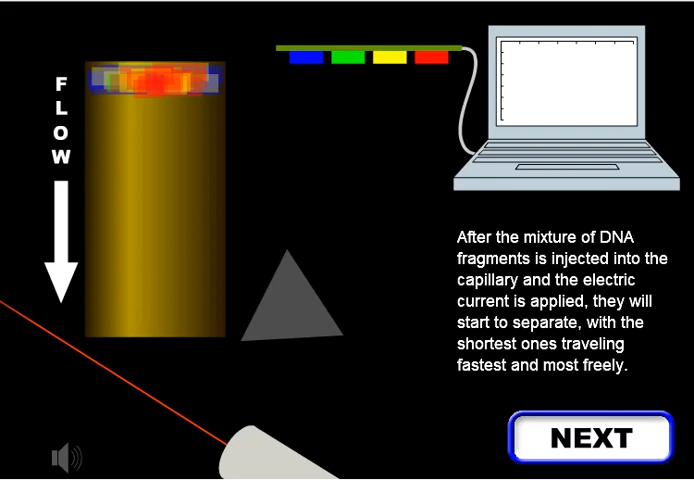 F
L
O
W
After the mixture of DNA
fragments is injected into the
capillary and the electric
current is applied, they will
start to separate, with the
shortest ones traveling
fastest and most freely.
NEXT